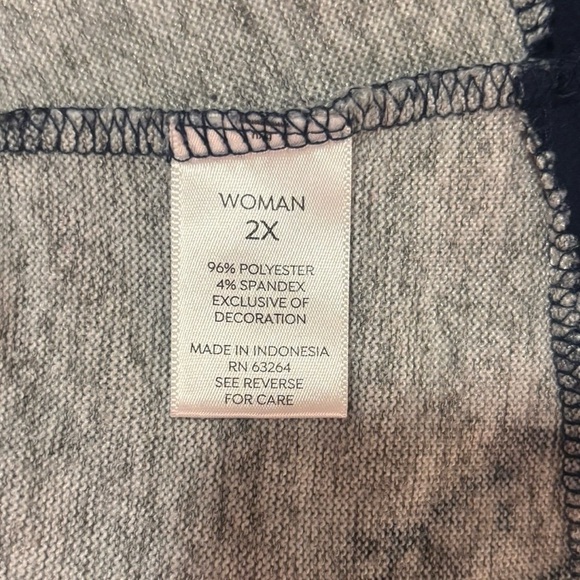 WOMAN
2X
96% POLYESTER
4% SPANDEX
EXCLUSIVE OF
DECORATION
MADE IN INDONESIA
RN 63264
SEE REVERSE
FOR CARE